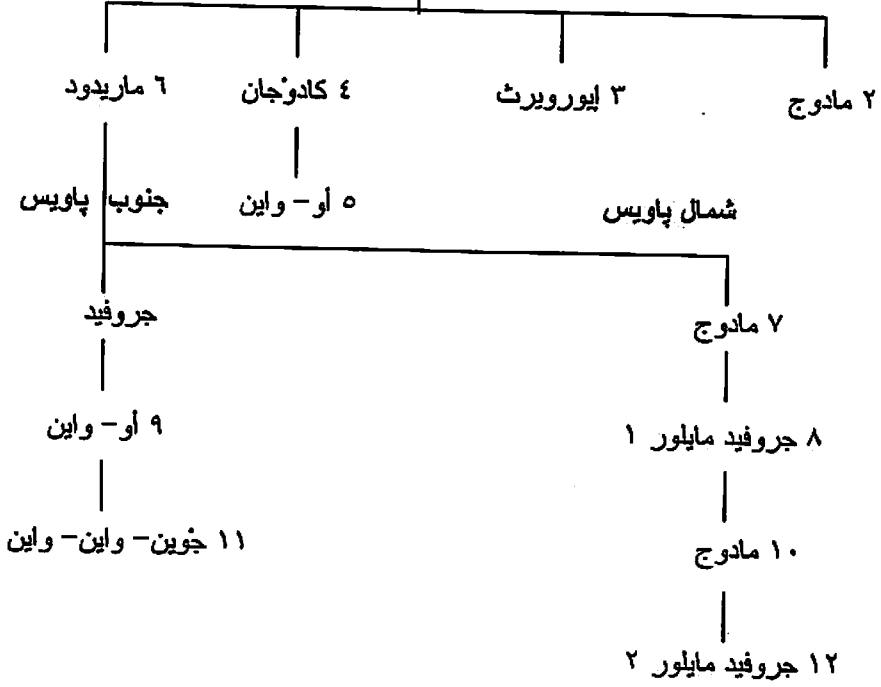 ٢ مادوج ٣ إيورويرث ٤ كادوْجان ٦ ماريدود
شمال پاويس ٥ أو- واين جنوب پاويس
٧ مادوج جروفيد
٨ جروفيد مايلور ١ ٩ أو- واين
١٠ مادوج ١١ جْوين- واين- واين
١٢ جروفيد مايلور ٢